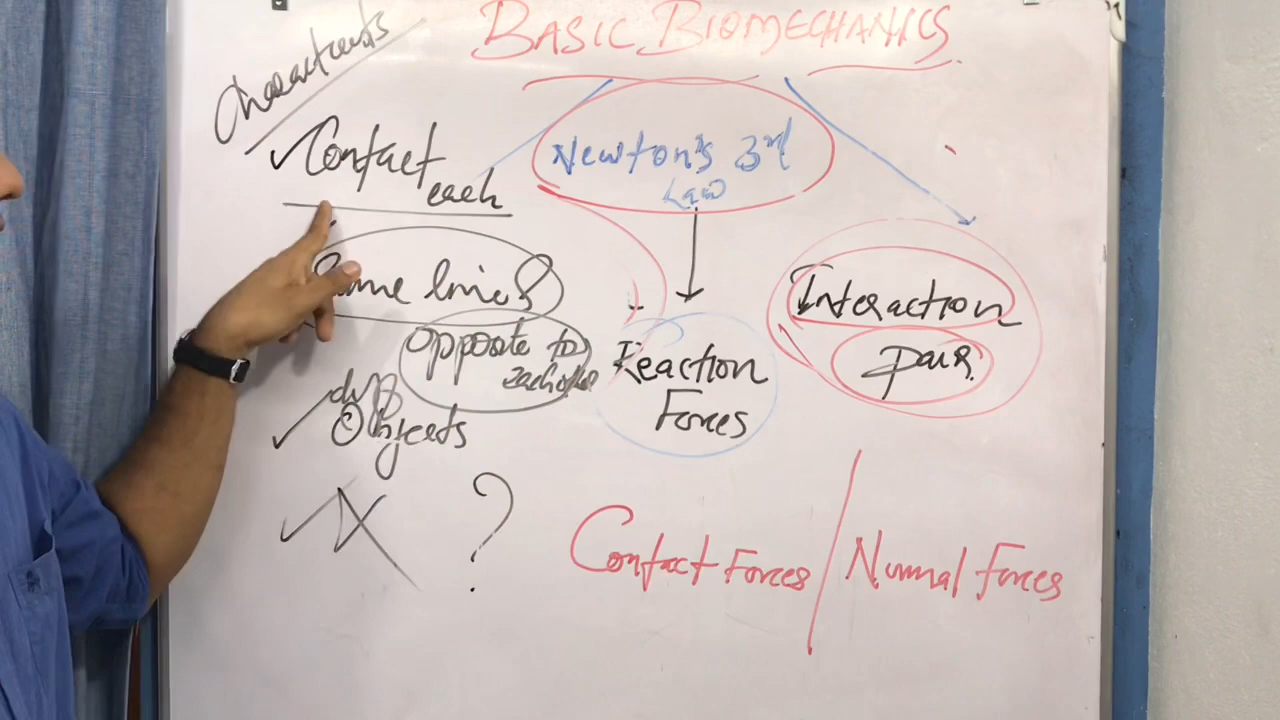 BASIC BIOMECHANICS
Contact
each
Newton's 3rd
Law
Same line
opposite to
each other
diff
Objects
Reaction
Forces
Interaction
pair
X ?
Contact Forces / Normal Forces